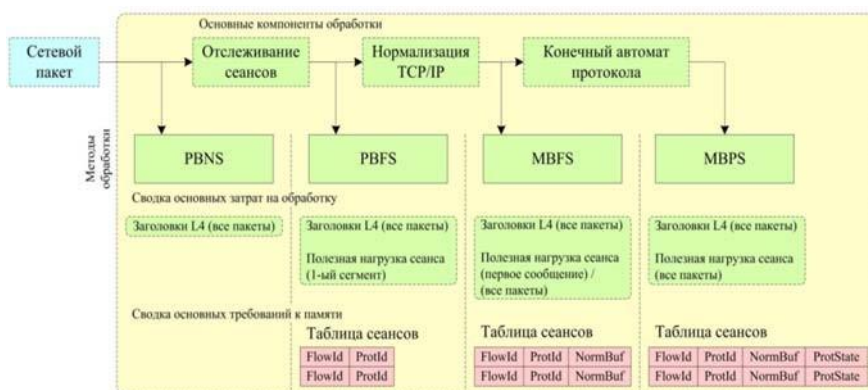 Основные компоненты обработки
Сетевой
пакет
Отслеживание
сеансов
Нормализация
TCP/IP
Конечный автомат
протокола
Методы
обработки
PBNS
PBFS
MBFS
MBPS
Сводка основных затрат на обработку
Заголовки L4 (все пакеты)
Заголовки L4 (все пакеты)
Полезная нагрузка сеанса
(1-ый сегмент)
Заголовки L4 (все пакеты)
Полезная нагрузка сеанса
(первое сообщение) /
(все пакеты)
Заголовки L4 (все пакеты)
Полезная нагрузка сеанса
(все пакеты)
Сводка основных требований к памяти
Таблица сеансов
FlowId ProtId
FlowId ProtId
Таблица сеансов
FlowId ProtId NormBuf
FlowId ProtId NormBuf
Таблица сеансов
FlowId ProtId NormBuf ProtState
FlowId ProtId NormBuf ProtState